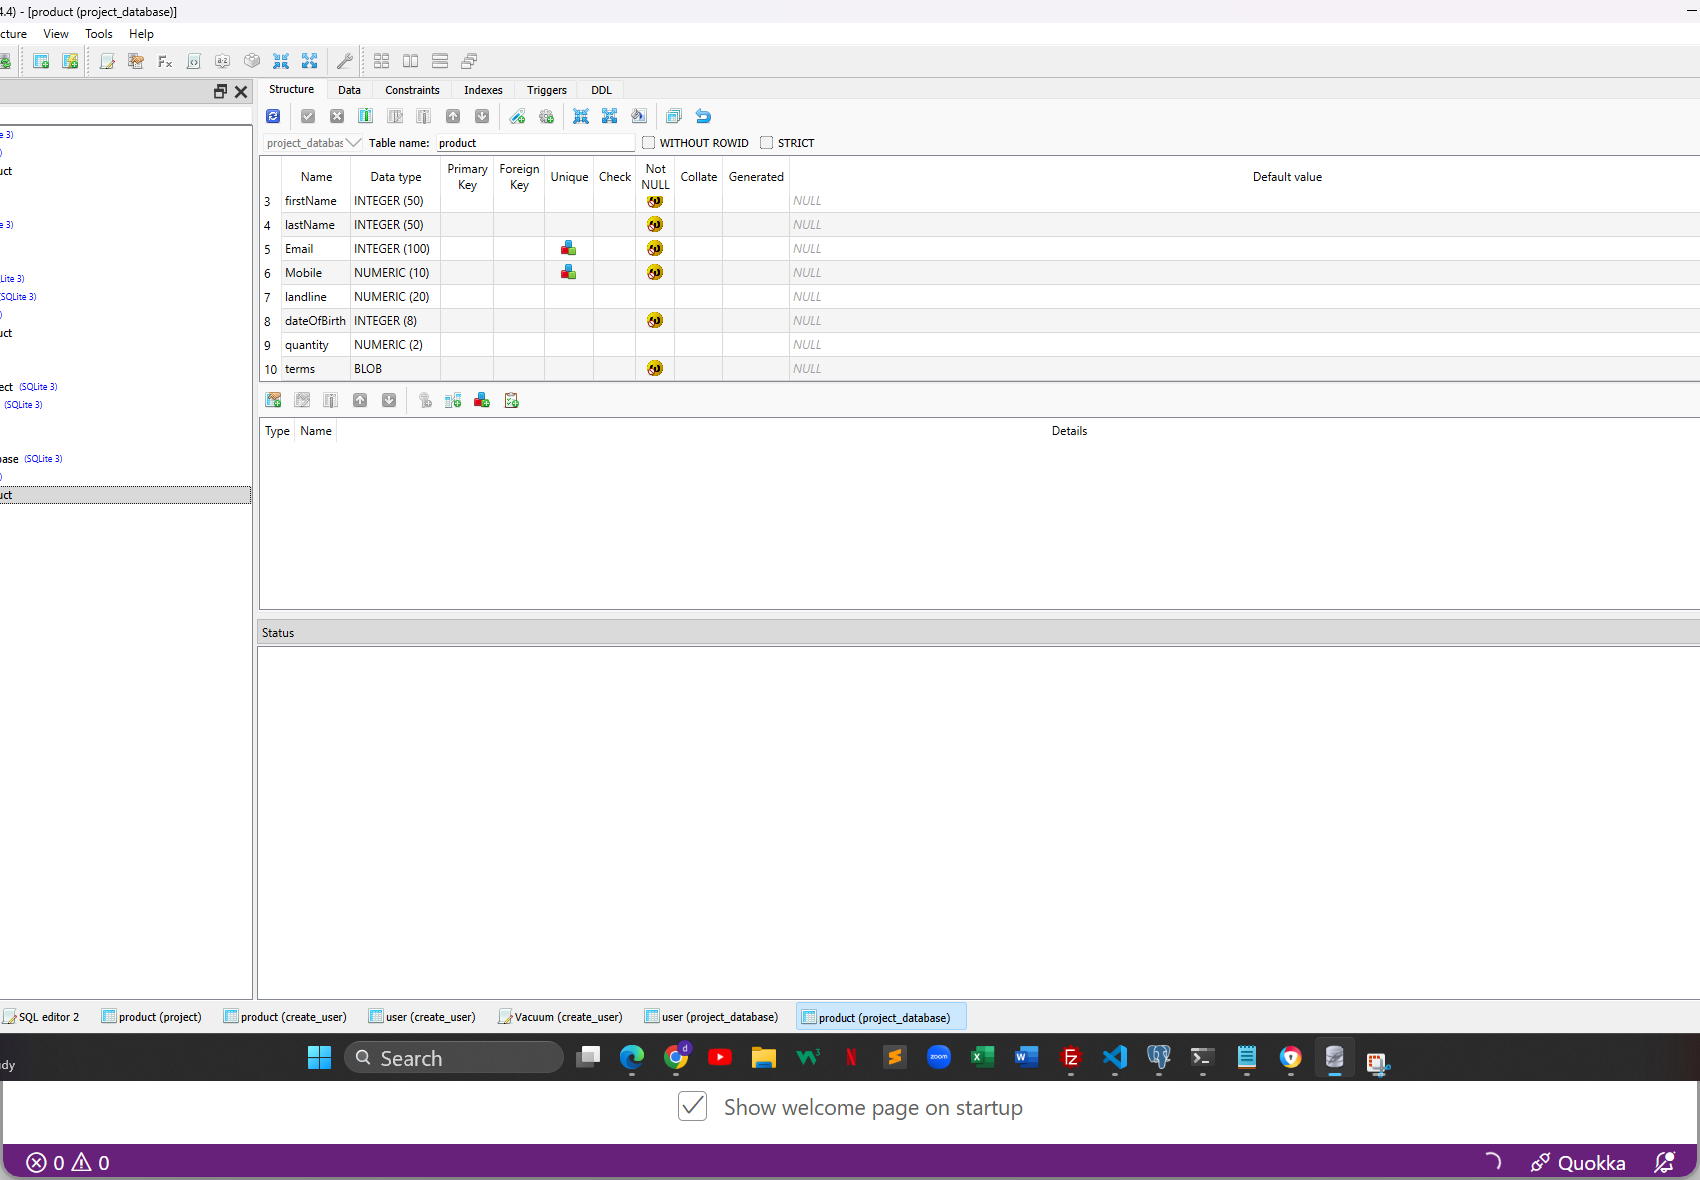 4.4) - [product (project_database)]
cture View Tools Help
Structure Data Constraints Indexes Triggers DDL
project_databas Table name: product WITHOUT ROWID STRICT
Name Data type Primary Key Foreign Key Unique Check Not NULL Collate Generated Default value
3 firstName INTEGER (50) NULL
4 lastName INTEGER (50) NULL
5 Email INTEGER (100) NULL
6 Mobile NUMERIC (10) NULL
7 landline NUMERIC (20) NULL
8 dateOfBirth INTEGER (8) NULL
9 quantity NUMERIC (2) NULL
10 terms BLOB NULL
Type Name Details
Status
e 3)
)
uct
e 3)
Lite 3)
(SQLite 3)
)
uct
ect (SQLite 3)
(SQLite 3)
base (SQLite 3)
)
uct
SQL editor 2 product (project) product (create_user) user (create_user) Vacuum (create_user) user (project_database) product (project_database)
dy
Search
zoom
Show welcome page on startup
0 0 Quokka